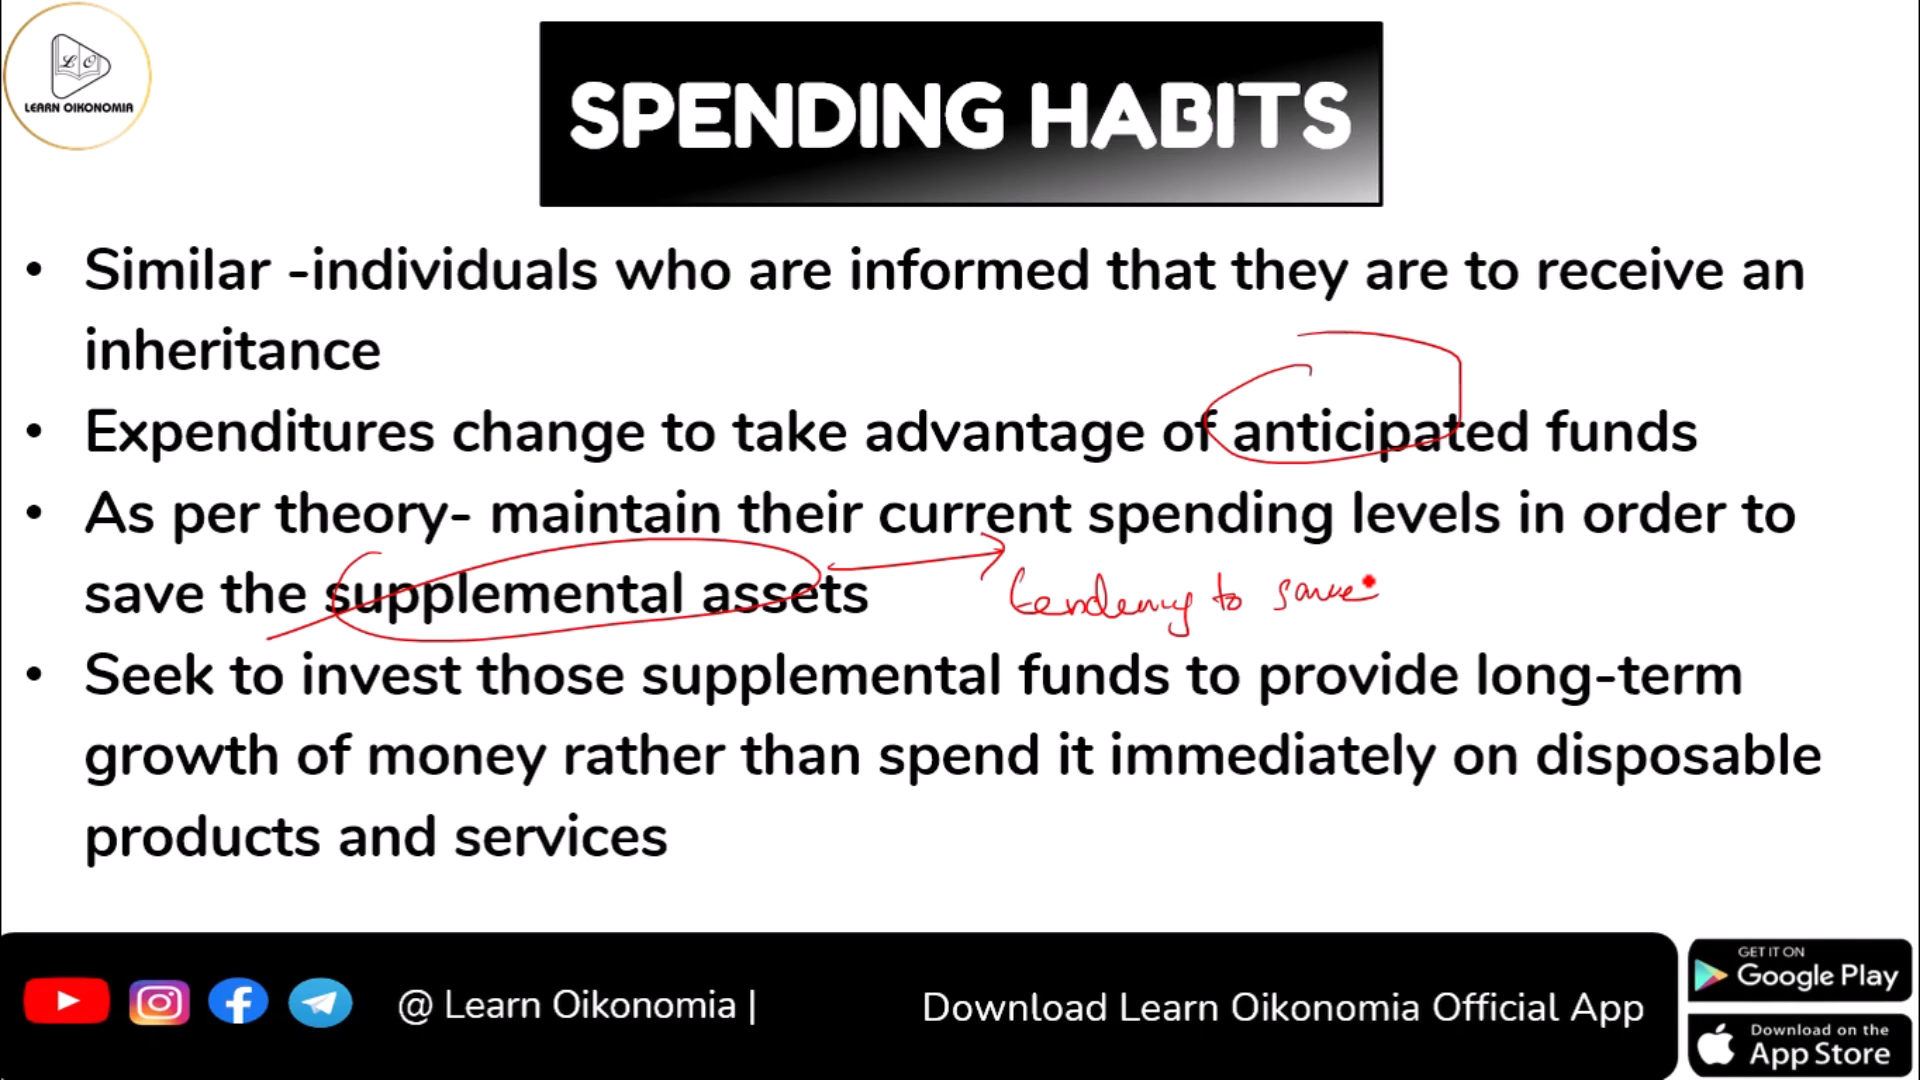 L O
LEARN OIKONOMIA
SPENDING HABITS
• Similar -individuals who are informed that they are to receive an
inheritance
• Expenditures change to take advantage of anticipated funds
• As per theory- maintain their current spending levels in order to
save the supplemental assets
tendency to save
• Seek to invest those supplemental funds to provide long-term
growth of money rather than spend it immediately on disposable
products and services
@ Learn Oikonomia |
Download Learn Oikonomia Official App
GET IT ON
Google Play
Download on the
App Store